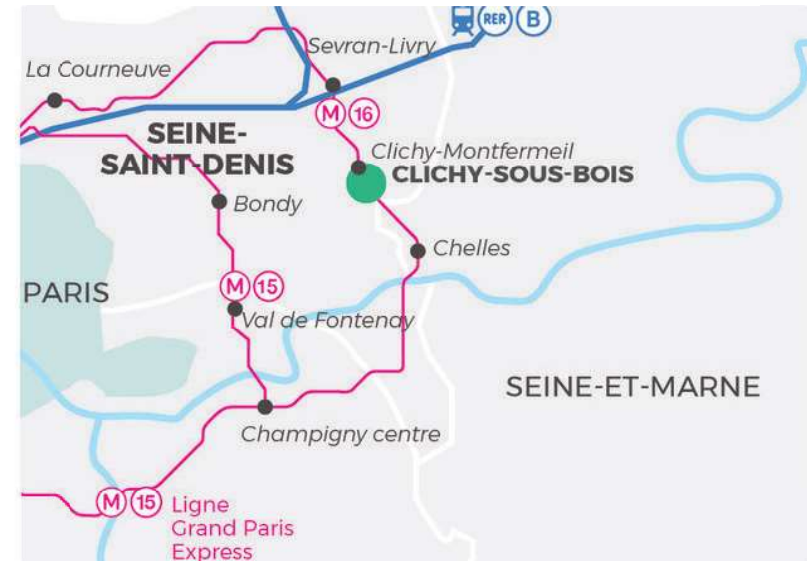 RER B
Sevran-Livry
La Courneuve
M 16
SEINE-
SAINT-DENIS
Clichy-Montfermeil
CLICHY-SOUS-BOIS
Bondy
Chelles
M 15
PARIS
Val de Fontenay
SEINE-ET-MARNE
Champigny centre
M 15 Ligne
Grand Paris
Express